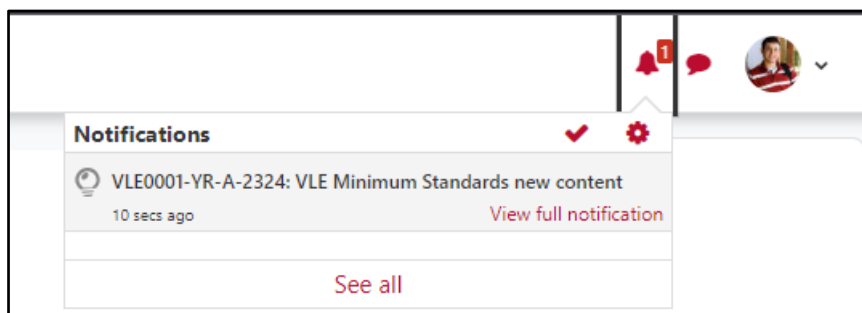 1
Notifications
VLE0001-YR-A-2324: VLE Minimum Standards new content
10 secs ago
View full notification
See all